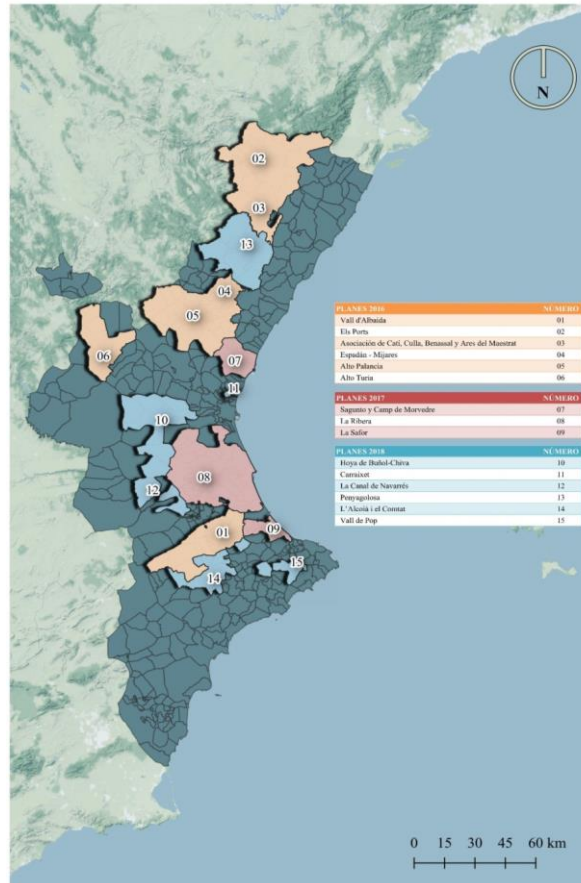 N
02
03
13
04
05
06
07
11
10
08
12
01
09
15
14
PLANES 2016 NÚMERO
Vall d'Albaida 01
Els Ports 02
Asociación de Catí, Culla, Benassal y Ares del Maestrat 03
Espadán - Mijares 04
Alto Palancia 05
Alto Turia 06
PLANES 2017 NÚMERO
Sagunto y Camp de Morvedre 07
La Ribera 08
La Safor 09
PLANES 2018 NÚMERO
Hoya de Buñol-Chiva 10
Carraixet 11
La Canal de Navarrés 12
Penyagolosa 13
L'Alcoià i el Comtat 14
Vall de Pop 15
0 15 30 45 60 km